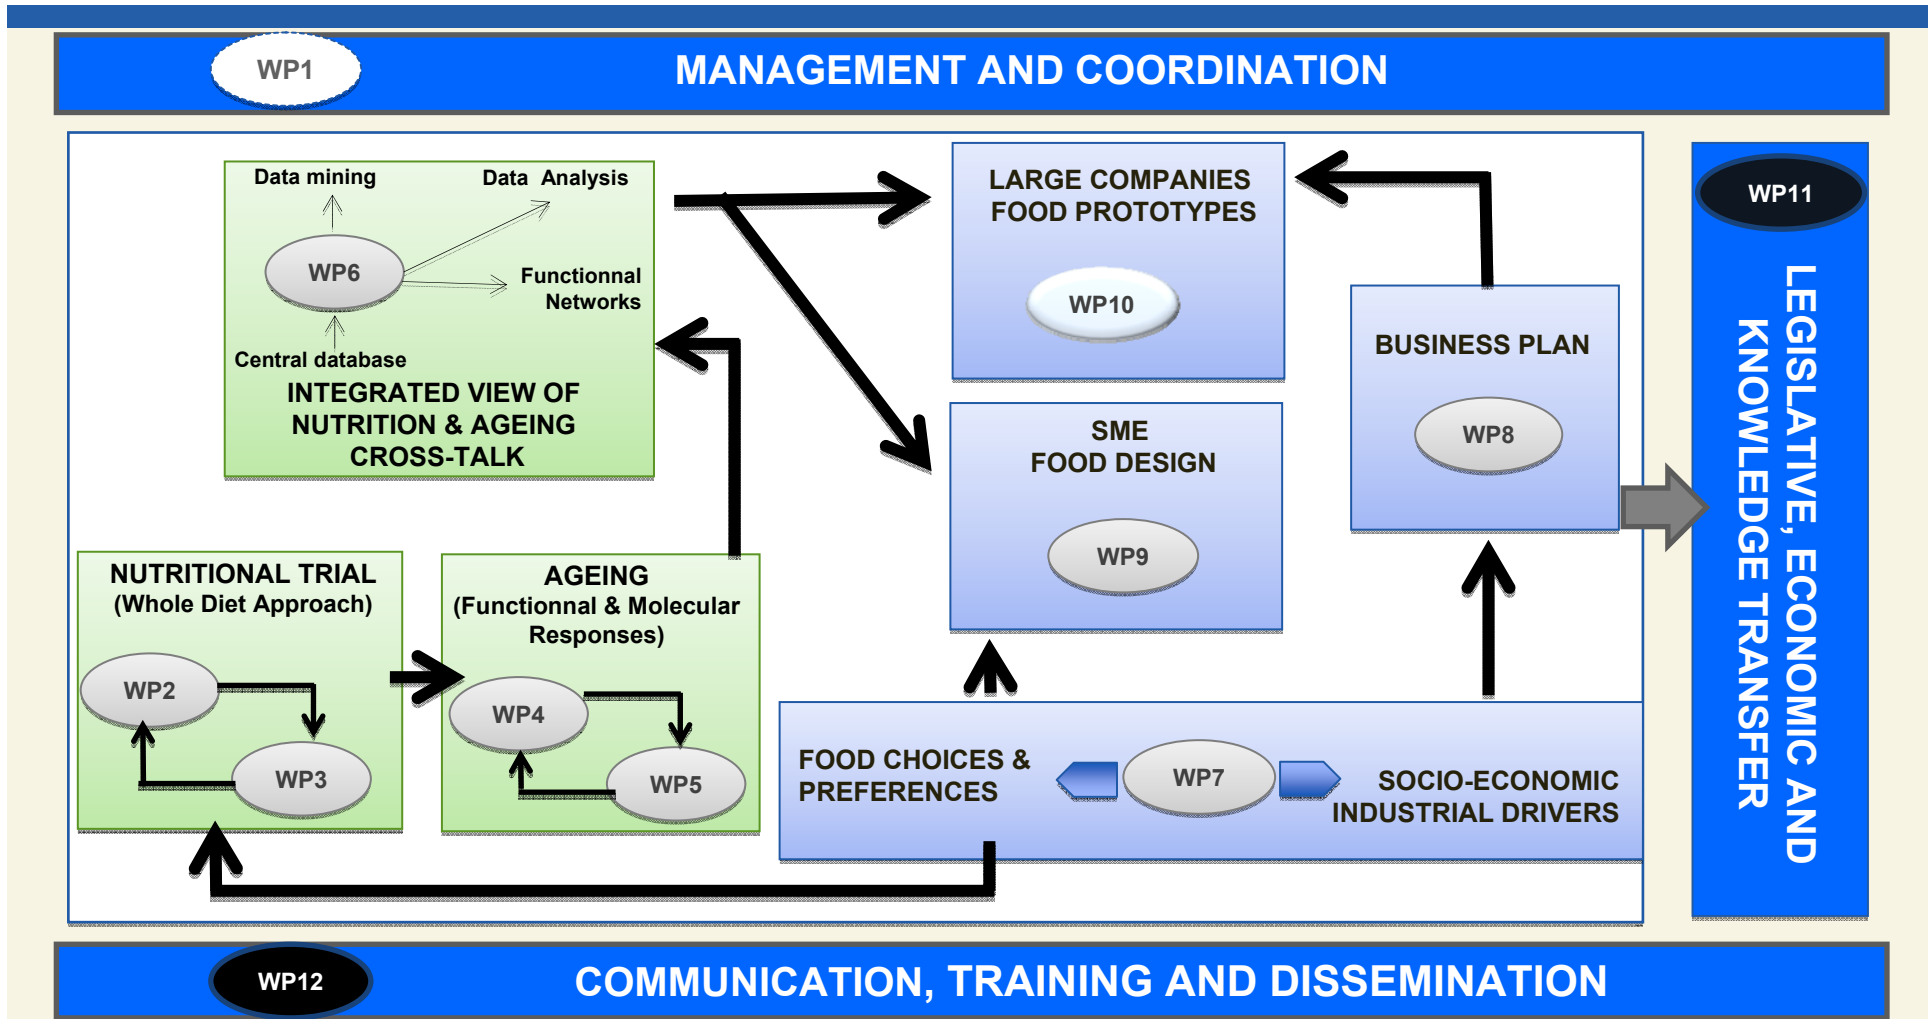 WP1
MANAGEMENT AND COORDINATION
Data mining
Data Analysis
WP6
Functionnal
Networks
Central database
INTEGRATED VIEW OF
NUTRITION & AGEING
CROSS-TALK
LARGE COMPANIES
FOOD PROTOTYPES
WP10
BUSINESS PLAN
WP8
SME
FOOD DESIGN
WP9
NUTRITIONAL TRIAL
(Whole Diet Approach)
WP2
WP3
AGEING
(Functionnal & Molecular
Responses)
WP4
WP5
FOOD CHOICES &
PREFERENCES
WP7
SOCIO-ECONOMIC
INDUSTRIAL DRIVERS
WP11
LEGISLATIVE, ECONOMIC AND
KNOWLEDGE TRANSFER
WP12
COMMUNICATION, TRAINING AND DISSEMINATION